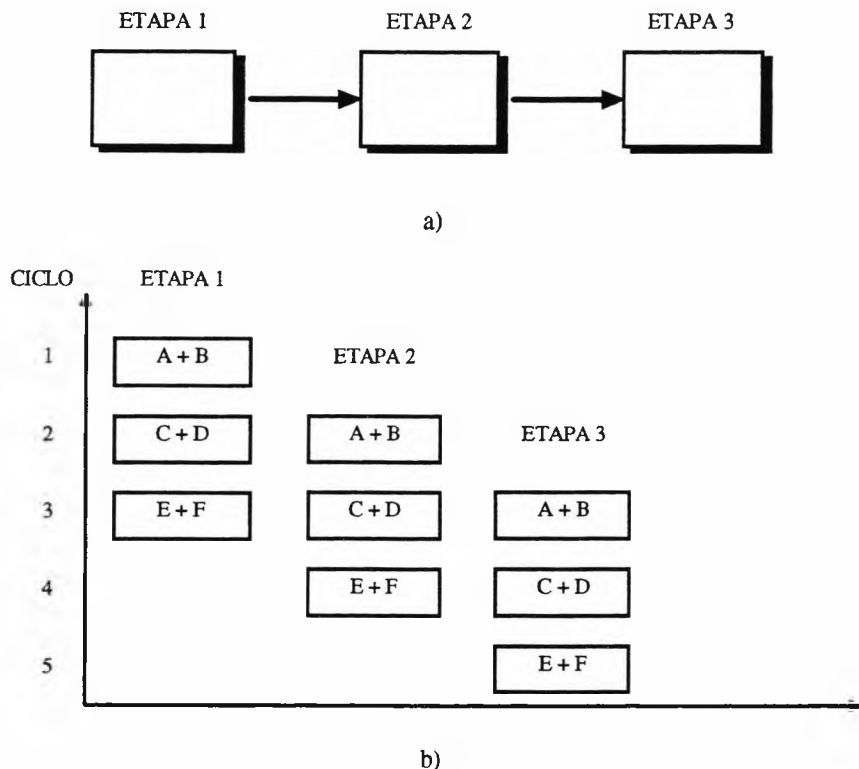 ETAPA 1 ETAPA 2 ETAPA 3
a)
CICLO ETAPA 1
1 A + B ETAPA 2
2 C + D A + B ETAPA 3
3 E + F C + D A + B
4 E + F C + D
5 E + F
b)